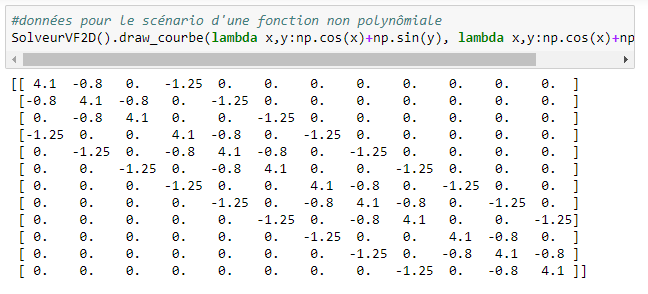 #données pour le scénario d'une fonction non polynômiale
SolveurVF2D().draw_courbe(lambda x,y:np.cos(x)+np.sin(y), lambda x,y:np.cos(x)+np
[[ 4.1 -0.8 0. -1.25 0. 0. 0. 0. 0. 0. 0. 0. ]
[-0.8 4.1 -0.8 0. -1.25 0. 0. 0. 0. 0. 0. 0. ]
[ 0. -0.8 4.1 0. 0. -1.25 0. 0. 0. 0. 0. 0. ]
[-1.25 0. 0. 4.1 -0.8 0. -1.25 0. 0. 0. 0. 0. ]
[ 0. -1.25 0. -0.8 4.1 -0.8 0. -1.25 0. 0. 0. 0. ]
[ 0. 0. -1.25 0. -0.8 4.1 0. 0. -1.25 0. 0. 0. ]
[ 0. 0. 0. -1.25 0. 0. 4.1 -0.8 0. -1.25 0. 0. ]
[ 0. 0. 0. 0. -1.25 0. -0.8 4.1 -0.8 0. -1.25 0. ]
[ 0. 0. 0. 0. 0. -1.25 0. -0.8 4.1 0. 0. -1.25]
[ 0. 0. 0. 0. 0. 0. -1.25 0. 0. 4.1 -0.8 0. ]
[ 0. 0. 0. 0. 0. 0. 0. -1.25 0. -0.8 4.1 -0.8 ]
[ 0. 0. 0. 0. 0. 0. 0. 0. -1.25 0. -0.8 4.1 ]]